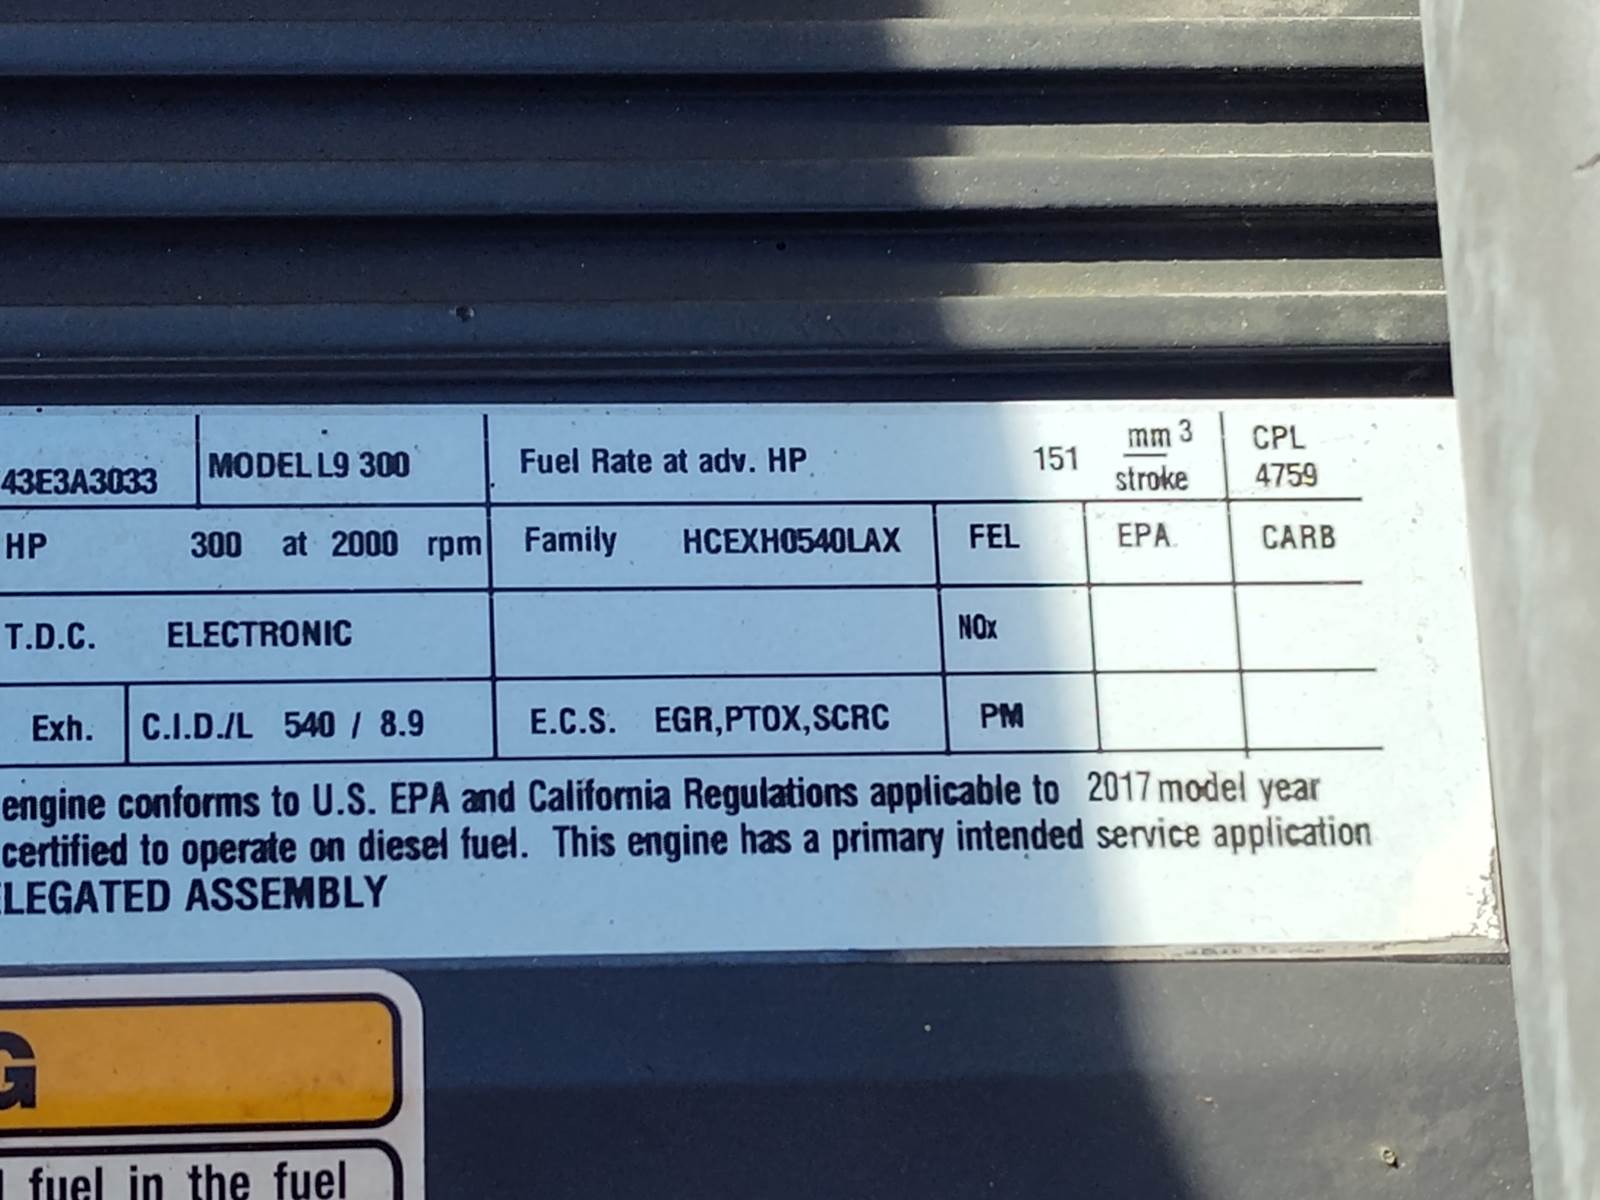 43E3A3033 MODEL L9 300 Fuel Rate at adv. HP 151 mm3 stroke CPL 4759
HP 300 at 2000 rpm Family HCEXH0540LAX FEL EPA CARB
T.D.C. ELECTRONIC NOx
Exh. C.I.D./L 540 / 8.9 E.C.S. EGR,PTOX,SCRC PM
engine conforms to U.S. EPA and California Regulations applicable to 2017 model year
certified to operate on diesel fuel. This engine has a primary intended service application
LEGATED ASSEMBLY
G
fuel in the fuel